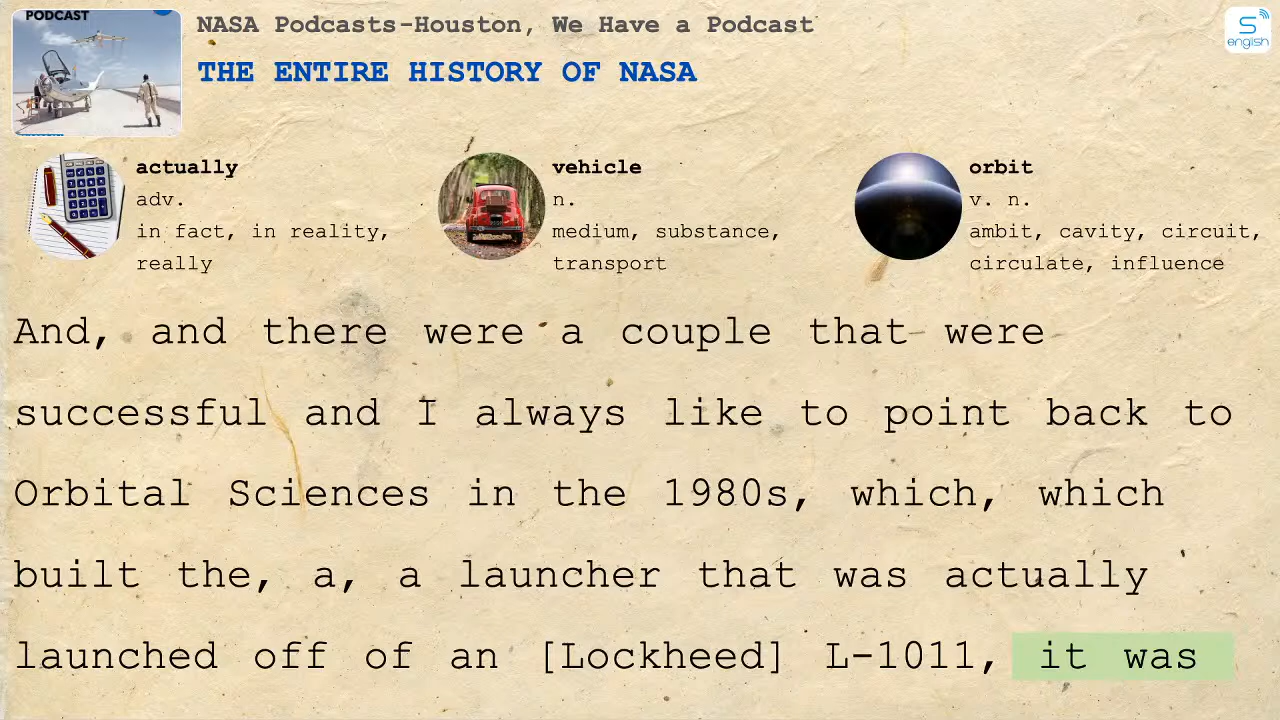 PODCAST
NASA Podcasts-Houston, We Have a Podcast
THE ENTIRE HISTORY OF NASA
S
english
actually
adv.
in fact, in reality,
really
vehicle
n.
medium, substance,
transport
orbit
v. n.
ambit, cavity, circuit,
circulate, influence
And, and there were a couple that were
successful and I always like to point back to
Orbital Sciences in the 1980s, which, which
built the, a, a launcher that was actually
launched off of an [Lockheed] L-1011, it was